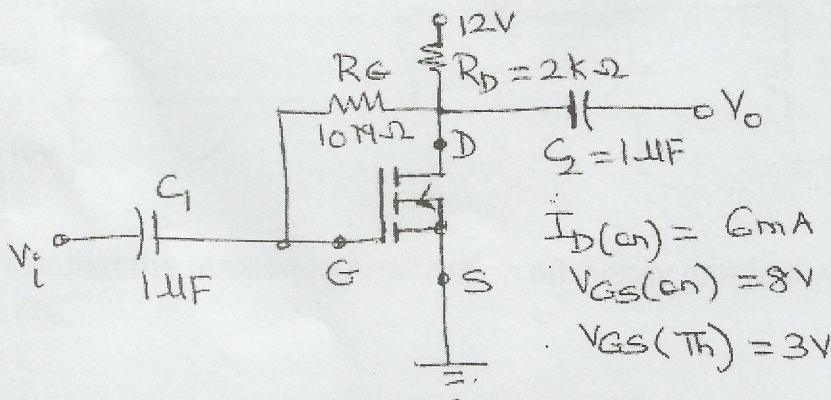 12V
RG
RD = 2KΩ
10MΩ
D
Vo
C2 = 1μF
C1
Vi
1μF
G
S
ID(on) = 6mA
VGS(on) = 8V
VGS(Th) = 3V